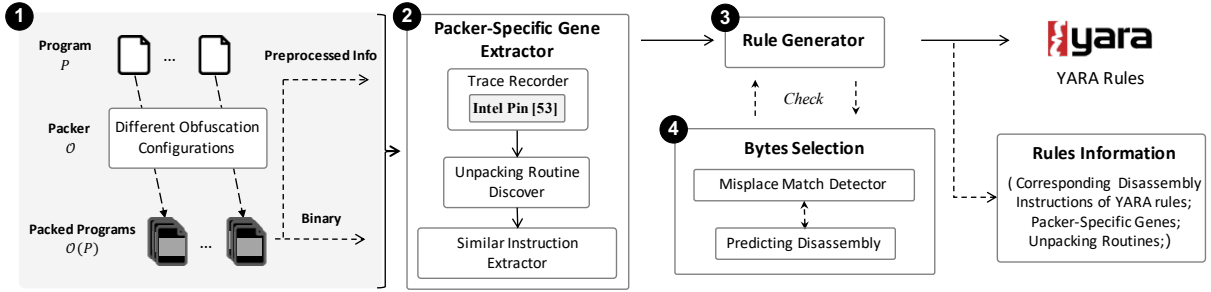 1
Program
P
...
Preprocessed Info
Packer
O
Different Obfuscation
Configurations
Packed Programs
O(P)
...
Binary
2
Packer-Specific Gene
Extractor
Trace Recorder
Intel Pin [53]
Unpacking Routine
Discover
Similar Instruction
Extractor
3
Rule Generator
Check
4
Bytes Selection
Misplace Match Detector
Predicting Disassembly
yara
YARA Rules
Rules Information
( Corresponding Disassembly
Instructions of YARA rules;
Packer-Specific Genes;
Unpacking Routines;)